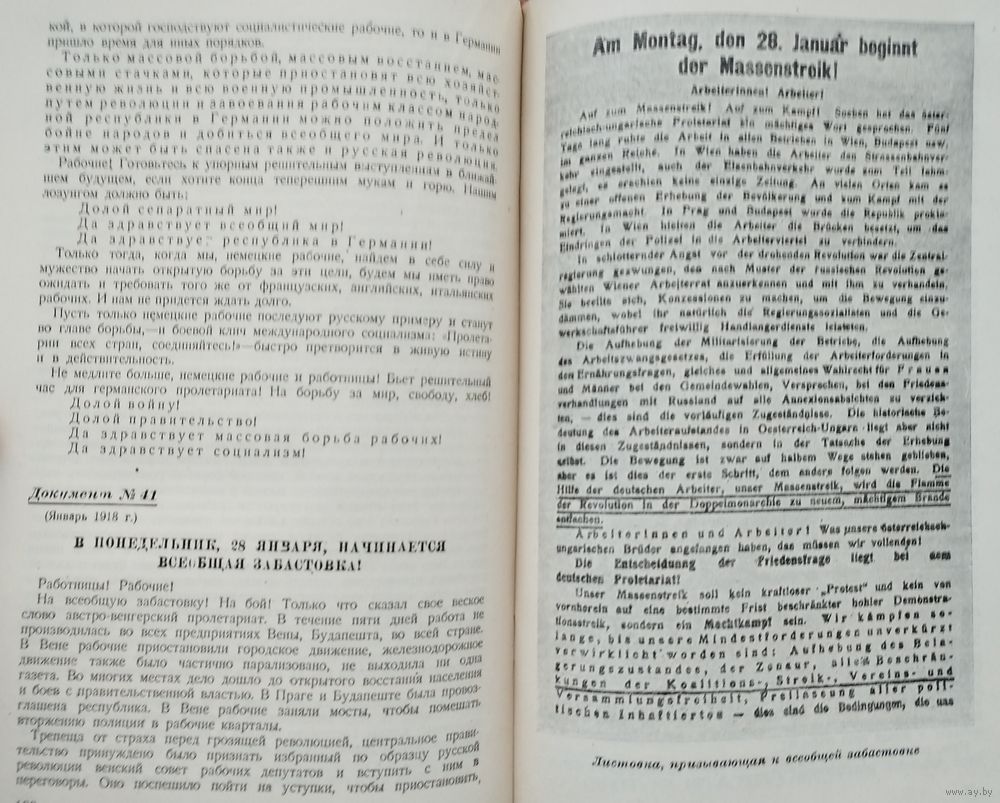 кой, в которой господствуют социалистические рабочие, то и в Германии
пришло время для иных порядков.
Только массовой борьбой, массовым восстанием, мас-
совыми стачками, которые приостановят всю хозяйст-
венную жизнь и всю военную промышленность, только
путем революции и завоевания рабочим классом народ-
ной республики в Германии можно положить предел
бойне народов и добиться всеобщего мира. И только
этим может быть спасена также и русская революция.
Рабочие! Готовьтесь к упорным решительным выступлениям в ближай-
шем будущем, если хотите конца теперешним мукам и горю. Нашим
лозунгом должно быть:
Долой сепаратный мир!
Да здравствует всеобщий мир!
Да здравствует республика в Германии!
Только тогда, когда мы, немецкие рабочие, найдем в себе силу и
мужество начать открытую борьбу за эти цели, будем мы иметь право
ожидать и требовать того же от французских, английских, итальянских
рабочих. И нам не придется ждать долго.
Пусть только немецкие рабочие последуют русскому примеру и станут
во главе борьбы,—и боевой клич международного социализма: «Пролета-
рии всех стран, соединяйтесь!»—быстро претворится в живую истину
и в действительность.
Не медлите больше, немецкие рабочие и работницы! Бьет решительный
час для германского пролетариата! На борьбу за мир, свободу, хлеб!
Долой войну!
Долой правительство!
Да здравствует массовая борьба рабочих!
Да здравствует социализм!
Документ № 41
(Январь 1918 г.)
В ПОНЕДЕЛЬНИК, 28 ЯНВАРЯ, НАЧИНАЕТСЯ
ВСЕОБЩАЯ ЗАБАСТОВКА!
Работницы! Рабочие!
На всеобщую забастовку! На бой! Только что сказал свое веское
слово австро-венгерский пролетариат. В течение пяти дней работа не
производилась во всех предприятиях Вены, Будапешта, во всей стране.
В Вене рабочие приостановили городское движение, железнодорожное
движение также было частично парализовано, не выходила ни одна
газета. Во многих местах дело дошло до открытого восстания населения
и боев с правительственной властью. В Праге и Будапеште была провоз-
глашена республика. В Вене рабочие заняли мосты, чтобы помешать
вторжению полиции в рабочие кварталы.
Трепеща от страха перед грозящей революцией, центральное прави-
тельство принуждено было признать избранный по образцу русской
революции венский совет рабочих депутатов и вступить с ним в
переговоры. Оно поспешило пойти на уступки, чтобы приостановить,
Am Montag, den 28. Januar beginnt
der Massenstreik!
Arbeiterinnen! Arbeiter!
Auf zum Massenstreik! Auf zum Kampf! Soeben hat das öster-
reichisch-ungarische Proletariat ein mächtiges Wort gesprochen. Fünf
Tage lang ruhte die Arbeit in allen Betrieben in Wien, Budapest usw.
im ganzen Reiche. In Wien haben die Arbeiter den Strassenbahnver-
kehr eingestellt, auch der Eisenbahnverkehr wurde zum Teil lahm-
gelegt, es erschien keine einzige Zeitung. An vielen Orten kam es
zu einer offenen Erhebung der Bevölkerung und zum Kampf mit der
Regierungsmacht. In Prag und Budapest wurde die Republik prokla-
miert. In Wien hielten die Arbeiter die Brücken besetzt, um das
Eindringen der Polizei in die Arbeiterviertel zu verhindern.
In schlotternder Angst vor der drohenden Revolution war die Zentral-
regierung gezwungen, den nach Muster der russischen Revolution ge-
wählten Wiener Arbeiterrat anzuerkennen und mit ihm zu verhandeln.
Sie beeilte sich, Konzessionen zu machen, um die Bewegung einzu-
dämmen, wobei ihr natürlich die Regierungssozialisten und die Ge-
werkschaftsführer freiwillig Handlangerdienste leisteten.
Die Aufhebung der Militarisierung der Betriebe, die Aufhebung
des Arbeitszwangsgesetzes, die Erfüllung der Arbeiterforderungen in
den Ernährungsfragen, gleiches und allgemeines Wahlrecht für Frauen
und Männer bei den Gemeindewahlen, Versprechen, bei den Friedens-
verhandlungen mit Russland auf alle Annexionsabsichten zu verzich-
ten, — dies sind die vorläufigen Zugeständnisse. Die historische Be-
deutung des Arbeiteraufstandes in Oesterreich-Ungarn liegt aber nicht
in diesen Zugeständnissen, sondern in der Tatsache der Erhebung
selbst. Die Bewegung ist zwar auf halbem Wege stehen geblieben,
aber es ist dies der erste Schritt, dem andere folgen werden. Die
Hilfe der deutschen Arbeiter, unser Massenstreik, wird die Flamme
der Revolution in der Doppelmonarchie zu neuem, mächtigem Brande
entfachen.
Arbeiterinnen und Arbeiter! Was unsere österreichisch-
ungarischen Brüder angefangen haben, das müssen wir vollenden!
Die Entscheidung der Friedensfrage liegt bei dem
deutschen Proletariat!
Unser Massenstreik soll kein kraftloser „Protest" und kein von
vornherein auf eine bestimmte Frist beschränkter hohler Demonstra-
tionsstreik, sondern ein Machtkampf sein. Wir kämpfen so-
lange, bis unsere Mindestforderungen unverkürzt
verwirklicht worden sind: Aufhebung des Bela-
gerungszustandes, der Zensur, aller Beschrän-
kungen der Koalitions-, Streik-, Vereins- und
Versammlungsfreiheit, Freilassung aller poli-
tischen Inhaftierten — dies sind die Bedingungen, die uns
Листовка, призывающая к всеобщей забастовке
www.ay.by